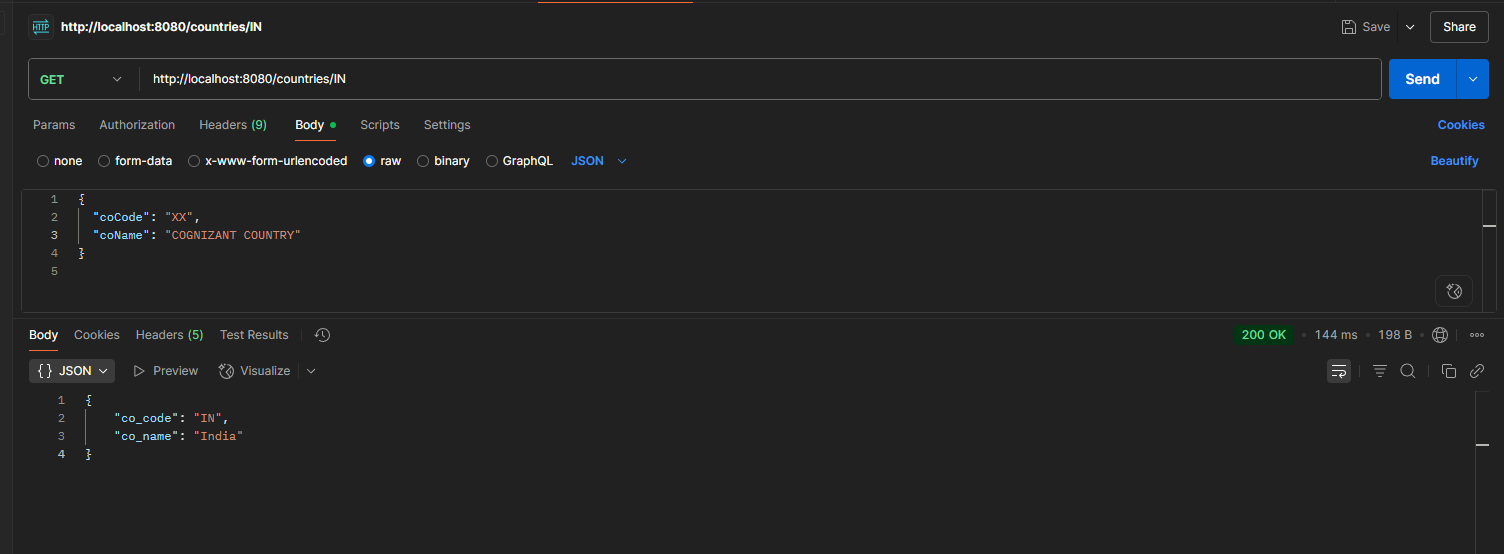 HTTP http://localhost:8080/countries/IN Save Share
GET http://localhost:8080/countries/IN Send
Params Authorization Headers (9) Body Scripts Settings Cookies
none form-data x-www-form-urlencoded raw binary GraphQL JSON Beautify
1 {
2 "coCode": "XX",
3 "coName": "COGNIZANT COUNTRY"
4 }
5
Body Cookies Headers (5) Test Results 200 OK • 144 ms • 198 B •
{} JSON Preview Visualize
1 {
2 "co_code": "IN",
3 "co_name": "India"
4 }